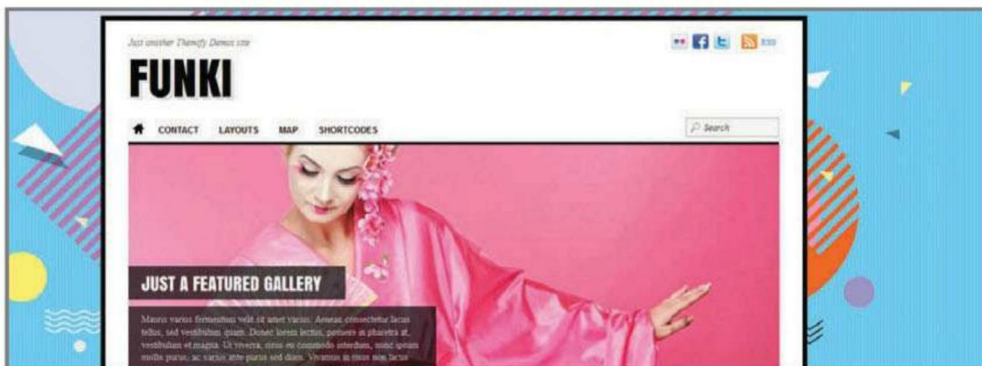 Just another Themify Demos site
FUNKI
RSS
CONTACT LAYOUTS MAP SHORTCODES
Search
JUST A FEATURED GALLERY
Mauris varius fermentum velit sit amet varius. Aenean consectetur lacus
tellus, sed vestibulum quam. Donec lorem lectus, posuere in pharetra at,
vestibulum et magna. Ut viverra, risus eu commodo interdum, nunc ipsum
mollis purus, ac varius ante purus sed diam. Vivamus in risus non lacus